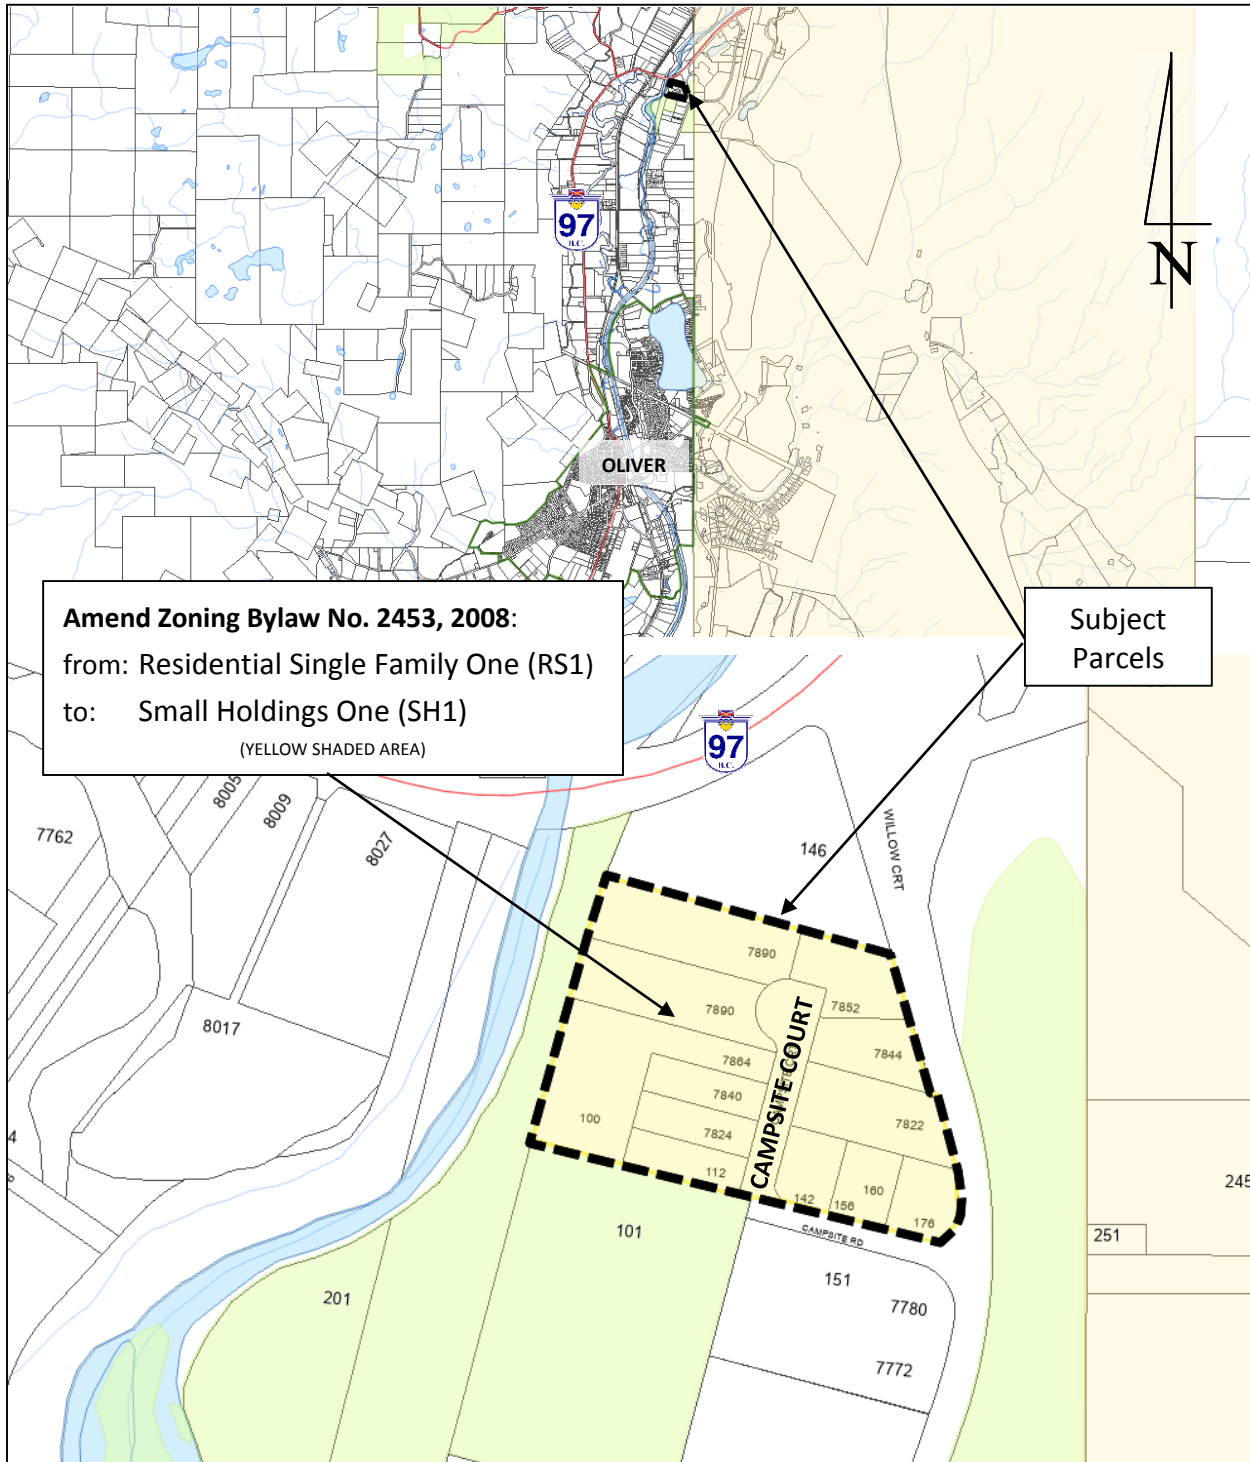 97
B.C.
N
OLIVER
Amend Zoning Bylaw No. 2453, 2008:
from: Residential Single Family One (RS1)
to: Small Holdings One (SH1)
(YELLOW SHADED AREA)
Subject
Parcels
97
B.C.
8005
8009
7762
8027
146
WILLOW CRT
7890
7890
7852
8017
7864
7844
7840
CAMPSITE COURT
100
7824
7822
112
142
156
160
176
CAMPSITE RD
101
245
251
151
201
7780
7772